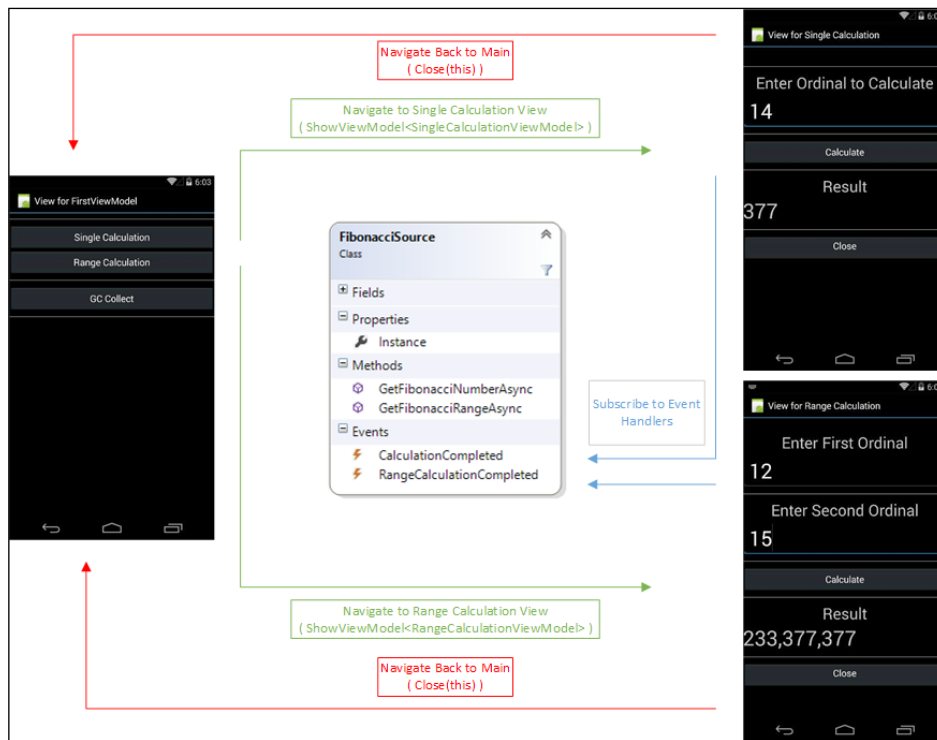 Navigate Back to Main
( Close(this) )
Navigate to Single Calculation View
( ShowViewModel<SingleCalculationViewModel> )
6:03
View for FirstViewModel
Single Calculation
Range Calculation
GC Collect
FibonacciSource
Class
Fields
Properties
Instance
Methods
GetFibonacciNumberAsync
GetFibonacciRangeAsync
Events
CalculationCompleted
RangeCalculationCompleted
Subscribe to Event
Handlers
Navigate to Range Calculation View
( ShowViewModel<RangeCalculationViewModel> )
Navigate Back to Main
( Close(this) )
View for Single Calculation
Enter Ordinal to Calculate
14
Calculate
Result
377
Close
View for Range Calculation
Enter First Ordinal
12
Enter Second Ordinal
15
Calculate
Result
233,377,377
Close